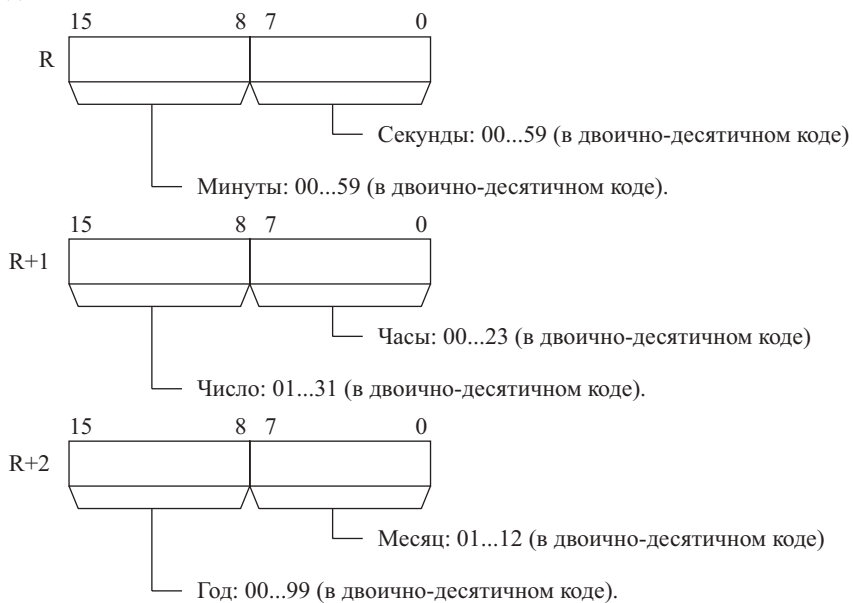 15 8 7 0
R
Секунды: 00...59 (в двоично-десятичном коде)
Минуты: 00...59 (в двоично-десятичном коде).
15 8 7 0
R+1
Часы: 00...23 (в двоично-десятичном коде)
Число: 01...31 (в двоично-десятичном коде).
15 8 7 0
R+2
Месяц: 01...12 (в двоично-десятичном коде)
Год: 00...99 (в двоично-десятичном коде).